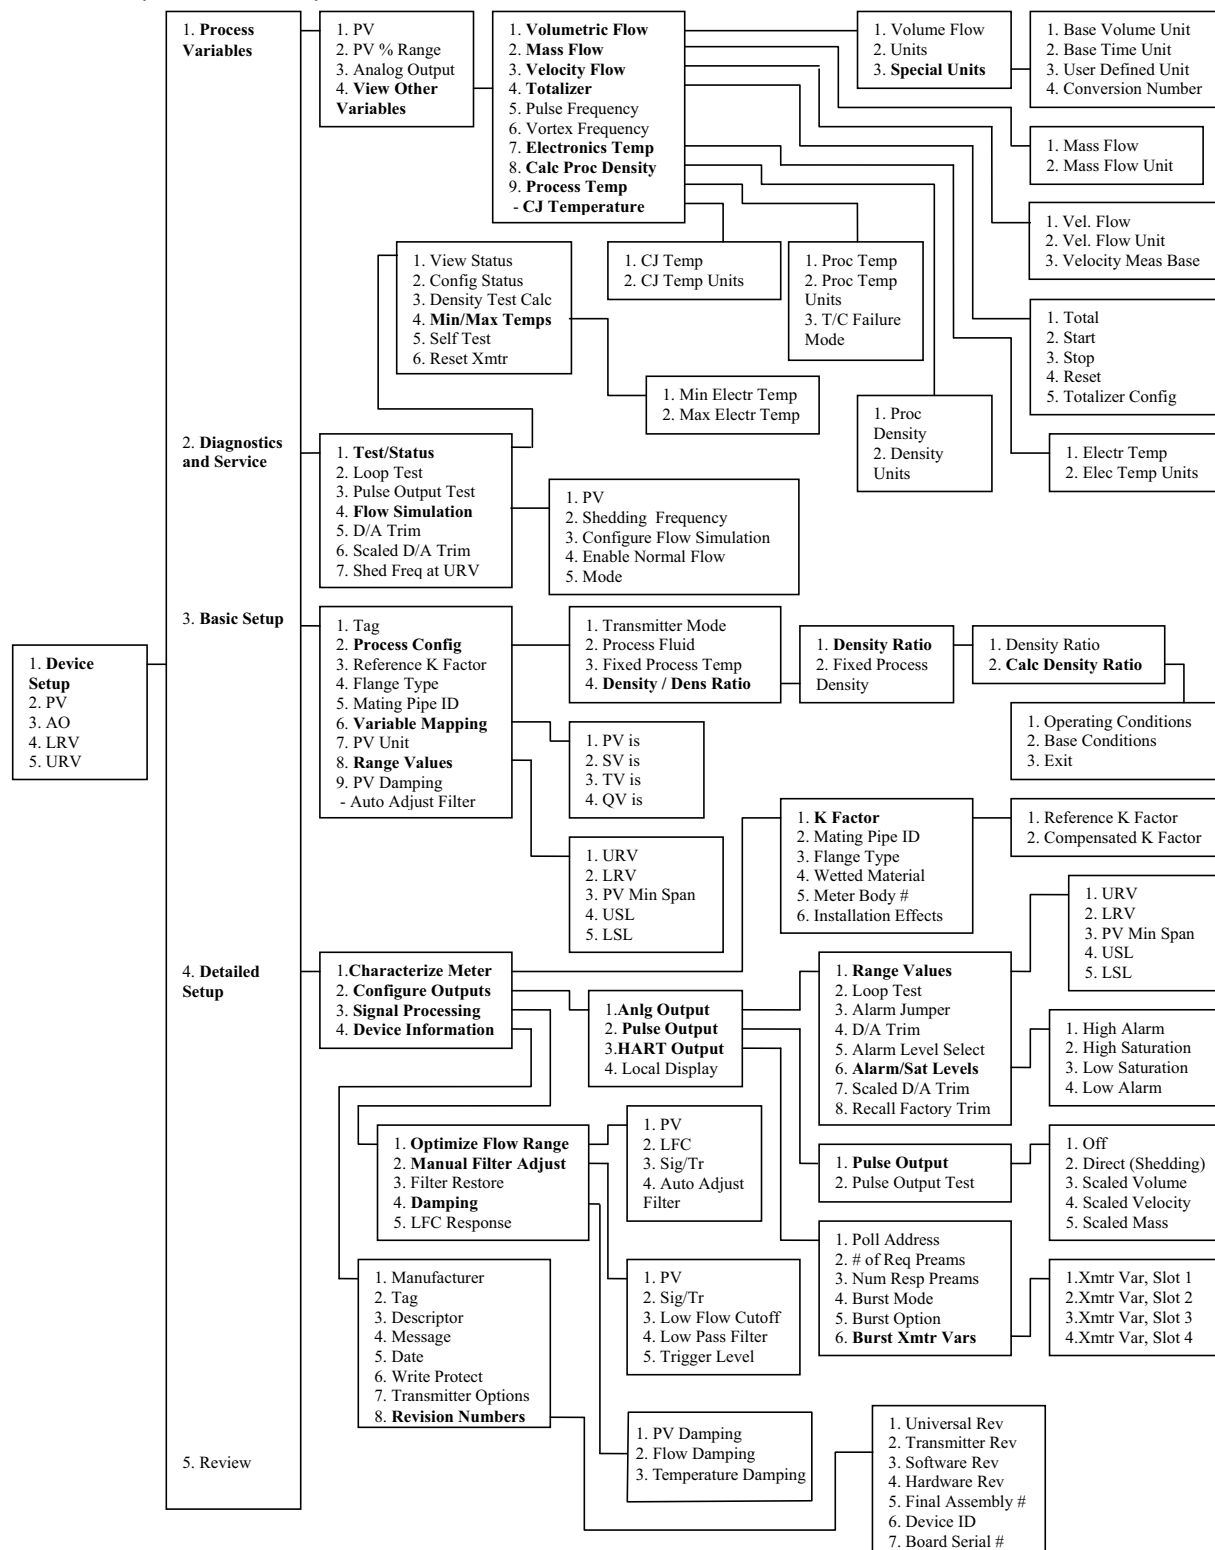 1. Process
Variables
1. PV
2. PV % Range
3. Analog Output
4. View Other
Variables
1. Volumetric Flow
2. Mass Flow
3. Velocity Flow
4. Totalizer
5. Pulse Frequency
6. Vortex Frequency
7. Electronics Temp
8. Calc Proc Density
9. Process Temp
- CJ Temperature
1. Volume Flow
2. Units
3. Special Units
1. Base Volume Unit
2. Base Time Unit
3. User Defined Unit
4. Conversion Number
1. Mass Flow
2. Mass Flow Unit
1. Vel. Flow
2. Vel. Flow Unit
3. Velocity Meas Base
1. View Status
2. Config Status
3. Density Test Calc
4. Min/Max Temps
5. Self Test
6. Reset Xmtr
1. CJ Temp
2. CJ Temp Units
1. Proc Temp
2. Proc Temp
Units
3. T/C Failure
Mode
1. Total
2. Start
3. Stop
4. Reset
5. Totalizer Config
1. Min Electr Temp
2. Max Electr Temp
1. Proc
Density
2. Density
Units
1. Electr Temp
2. Elec Temp Units
2. Diagnostics
and Service
1. Test/Status
2. Loop Test
3. Pulse Output Test
4. Flow Simulation
5. D/A Trim
6. Scaled D/A Trim
7. Shed Freq at URV
1. PV
2. Shedding Frequency
3. Configure Flow Simulation
4. Enable Normal Flow
5. Mode
3. Basic Setup
1. Tag
2. Process Config
3. Reference K Factor
4. Flange Type
5. Mating Pipe ID
6. Variable Mapping
7. PV Unit
8. Range Values
9. PV Damping
- Auto Adjust Filter
1. Transmitter Mode
2. Process Fluid
3. Fixed Process Temp
4. Density / Dens Ratio
1. Density Ratio
2. Fixed Process
Density
1. Density Ratio
2. Calc Density Ratio
1. Operating Conditions
2. Base Conditions
3. Exit
1. Device
Setup
2. PV
3. AO
4. LRV
5. URV
1. PV is
2. SV is
3. TV is
4. QV is
1. URV
2. LRV
3. PV Min Span
4. USL
5. LSL
1. K Factor
2. Mating Pipe ID
3. Flange Type
4. Wetted Material
5. Meter Body #
6. Installation Effects
1. Reference K Factor
2. Compensated K Factor
1. URV
2. LRV
3. PV Min Span
4. USL
5. LSL
4. Detailed
Setup
1.Characterize Meter
2. Configure Outputs
3. Signal Processing
4. Device Information
1.Anlg Output
2. Pulse Output
3.HART Output
4. Local Display
1. Range Values
2. Loop Test
3. Alarm Jumper
4. D/A Trim
5. Alarm Level Select
6. Alarm/Sat Levels
7. Scaled D/A Trim
8. Recall Factory Trim
1. High Alarm
2. High Saturation
3. Low Saturation
4. Low Alarm
1. Optimize Flow Range
2. Manual Filter Adjust
3. Filter Restore
4. Damping
5. LFC Response
1. PV
2. LFC
3. Sig/Tr
4. Auto Adjust
Filter
1. Pulse Output
2. Pulse Output Test
1. Off
2. Direct (Shedding)
3. Scaled Volume
4. Scaled Velocity
5. Scaled Mass
1. Manufacturer
2. Tag
3. Descriptor
4. Message
5. Date
6. Write Protect
7. Transmitter Options
8. Revision Numbers
1. PV
2. Sig/Tr
3. Low Flow Cutoff
4. Low Pass Filter
5. Trigger Level
1. Poll Address
2. # of Req Preams
3. Num Resp Preams
4. Burst Mode
5. Burst Option
6. Burst Xmtr Vars
1.Xmtr Var, Slot 1
2.Xmtr Var, Slot 2
3.Xmtr Var, Slot 3
4.Xmtr Var, Slot 4
1. PV Damping
2. Flow Damping
3. Temperature Damping
1. Universal Rev
2. Transmitter Rev
3. Software Rev
4. Hardware Rev
5. Final Assembly #
6. Device ID
7. Board Serial #
5. Review